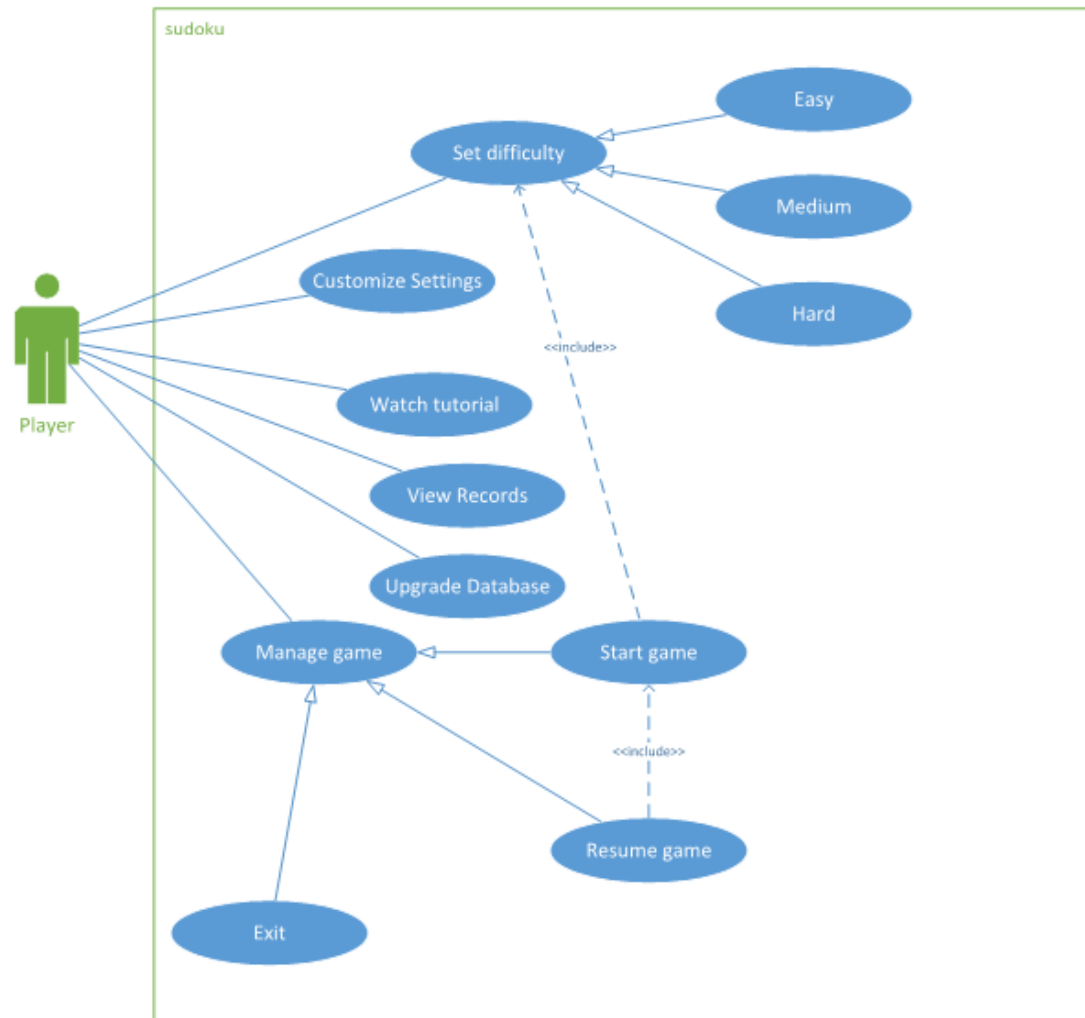 sudoku
Easy
Set difficulty
Medium
Customize Settings
Hard
<<include>>
Watch tutorial
Player
View Records
Upgrade Database
Manage game
Start game
<<include>>
Resume game
Exit